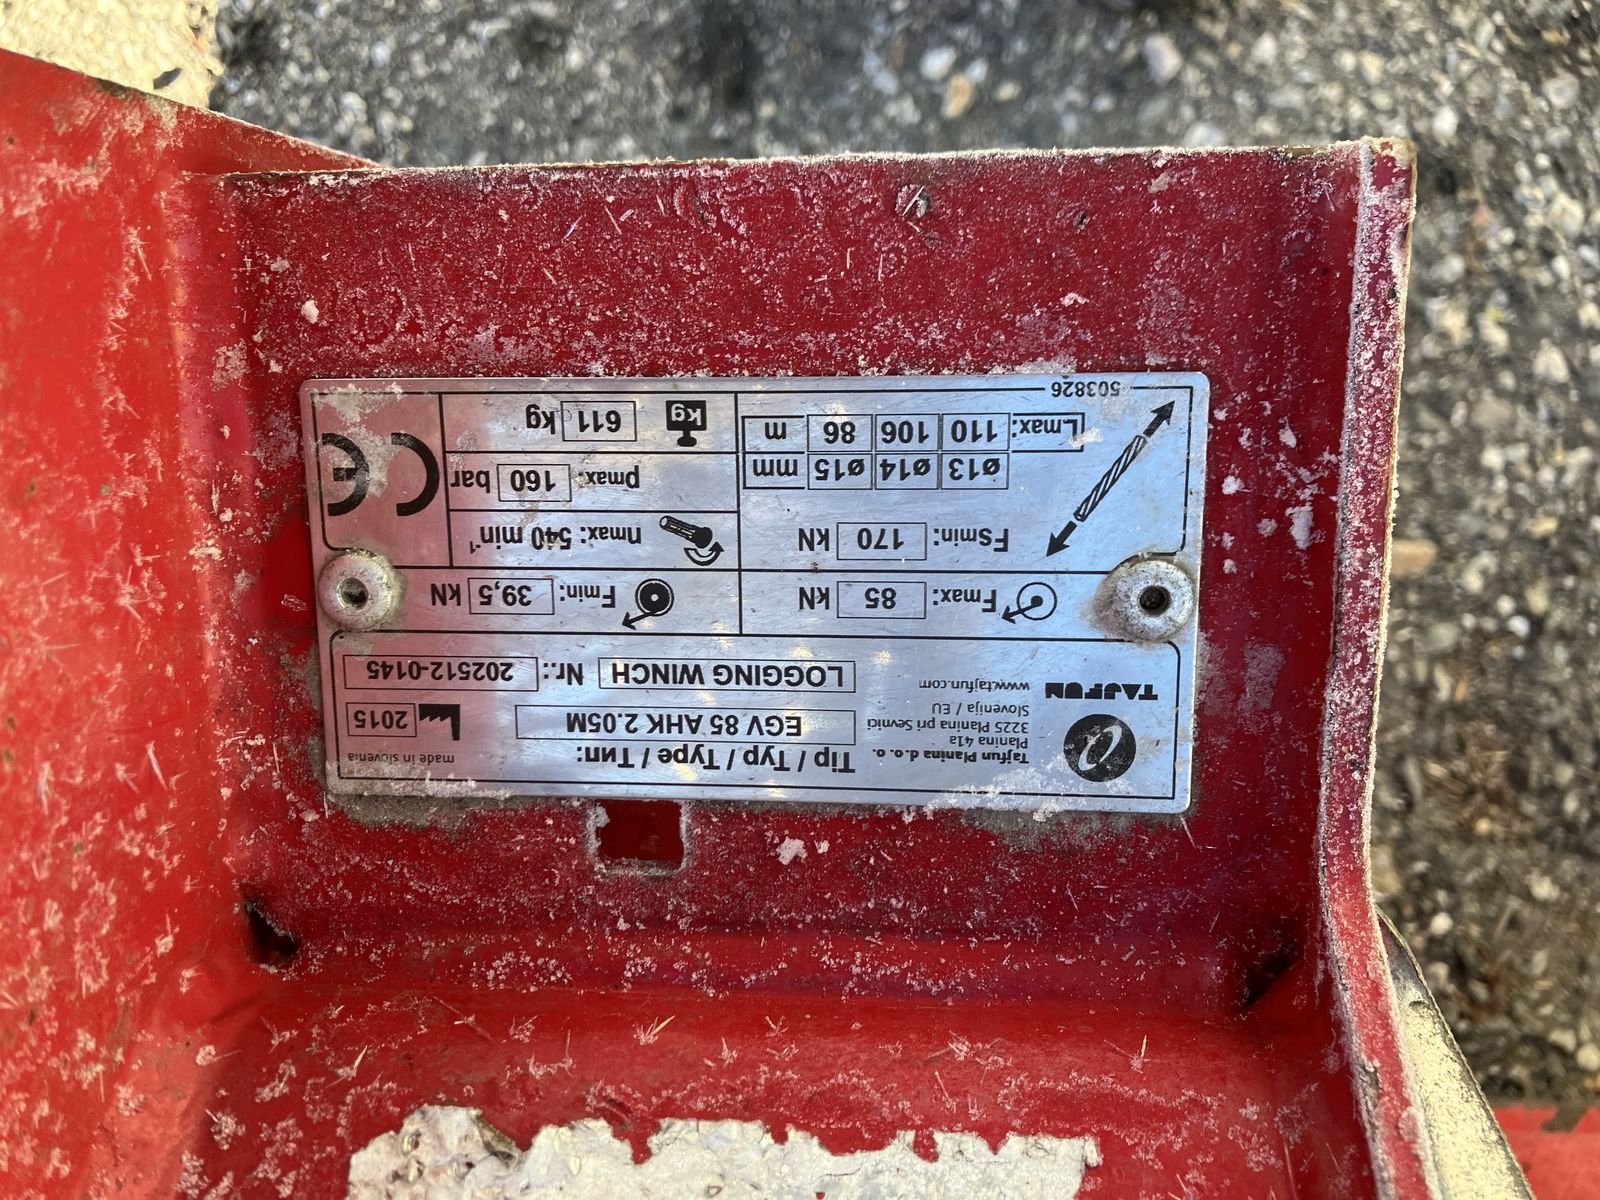 Tajfun Planina d.o.o.
Planina 41a
3225 Planina pri Sevnici
Slovenija / EU
www.tajfun.com
TAJFUN
Tip / Typ / Type / Тип:
made in slovenia
EGV 85 AHK 2.05M
2015
LOGGING WINCH Nr.: 202512-0145
Fmax: 85 kN
Fmin: 39,5 kN
Fsmin: 170 kN
nmax: 540 min⁻¹
ø13 ø14 ø15 mm
pmax: 160 bar
Lmax: 110 106 86 m
kg 611 kg
503826
CE